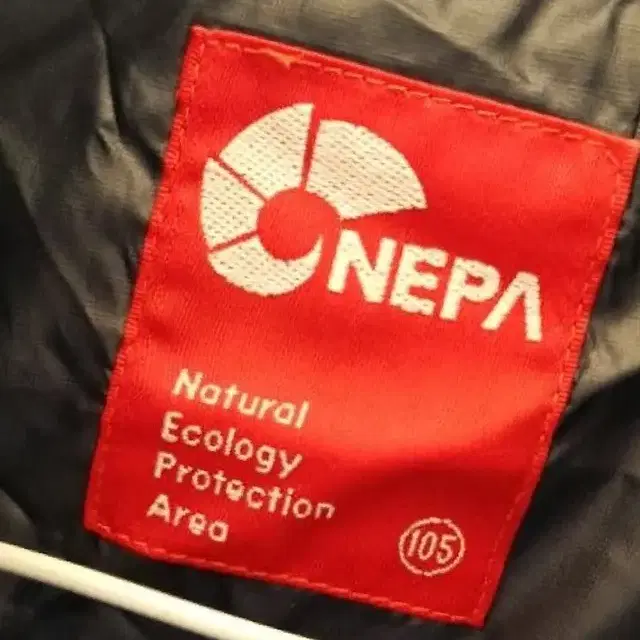 NEPA
Natural
Ecology
Protection
Area
105